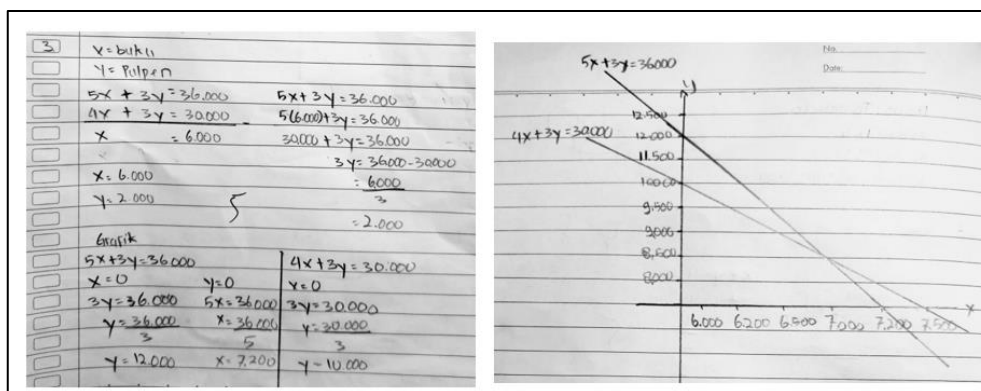 3
x = buku
y = Pulpen
5x + 3y = 36.000
4x + 3y = 30.000 -
x = 6.000
x = 6.000
y = 2.000
5x + 3y = 36.000
5(6.000) + 3y = 36.000
30.000 + 3y = 36.000
3y = 36.000 - 30.000
= 6.000
3
= 2.000
5
Grafik
5x + 3y = 36.000
x = 0 y = 0
3y = 36.000 5x = 36.000
y = 36.000 x = 36.000
3 5
y = 12.000 x = 7.200
4x + 3y = 30.000
x = 0
3y = 30.000
y = 30.000
3
y = 10.000
No.
Date:
5x + 3y = 36.000
y
4x + 3y = 30.000
12.500
12.000
11.500
10.000
9.500
9.000
8.500
8.000
x
6.000 6.200 6.500 7.000 7.200 7.500